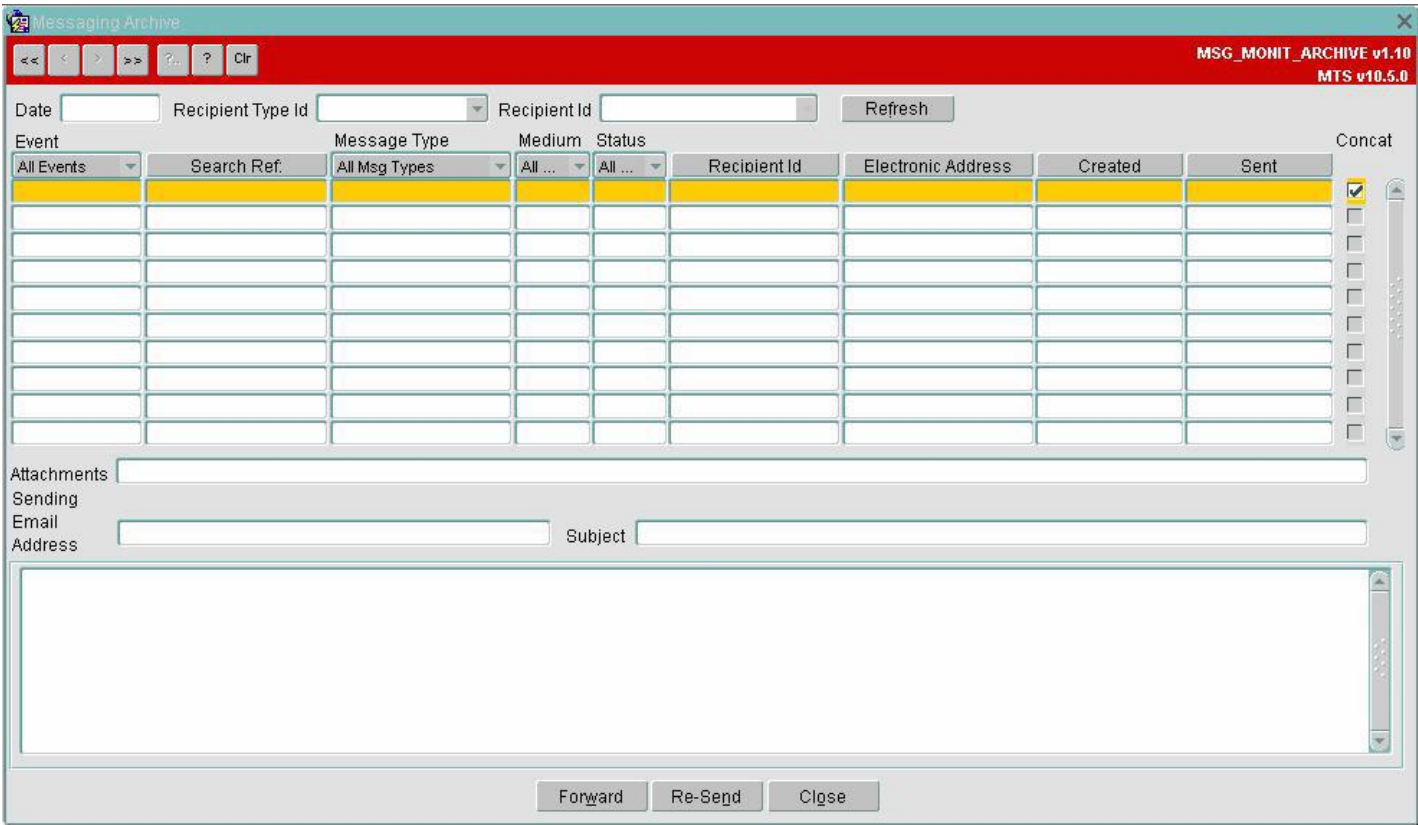 Messaging Archive
<< < > >> ?.. ? Clr
MSG_MONIT_ARCHIVE v1.10
MTS v10.5.0
Date Recipient Type Id Recipient Id Refresh
Event Message Type Medium Status Concat
All Events Search Ref: All Msg Types All ... All ... Recipient Id Electronic Address Created Sent
Attachments
Sending
Email
Address
Subject
Forward Re-Send Close